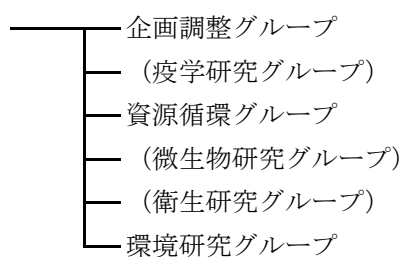 企画調整グループ
（疫学研究グループ）
資源循環グループ
（微生物研究グループ）
（衛生研究グループ）
環境研究グループ